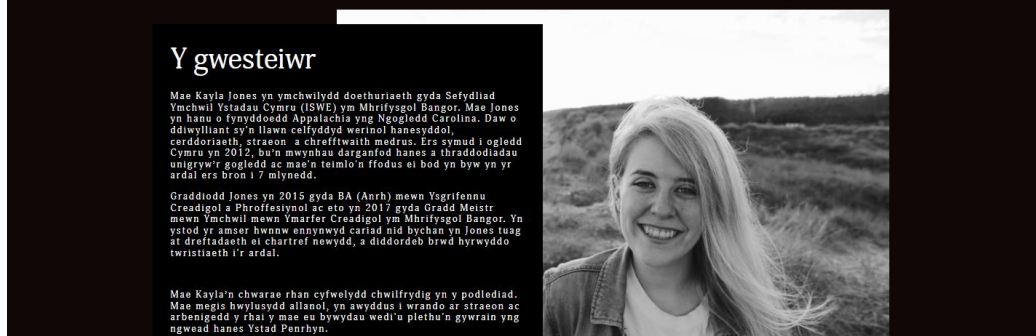 Y gwesteiwr
Mae Kayla Jones yn ymchwilydd doethuriaeth gyda Sefydliad
Ymchwil Ystadau Cymru (ISWE) ym Mhrifysgol Bangor. Mae Jones
yn hanu o fynyddoedd Appalachia yng Ngogledd Carolina. Daw o
ddiwylliant sy'n llawn celfyddyd werinol hanesyddol,
cerddoriaeth, straeon  a chrefftwaith medrus. Ers symud i ogledd
Cymru yn 2012, bu'n mwynhau darganfod hanes a thraddodiadau
unigryw'r gogledd ac mae'n teimlo'n ffodus ei bod yn byw yn yr
ardal ers bron i 7 mlynedd.
Graddiodd Jones yn 2015 gyda BA (Anrh) mewn Ysgrifennu
Creadigol a Phroffesiynol ac eto yn 2017 gyda Gradd Meistr
mewn Ymchwil mewn Ymarfer Creadigol ym Mhrifysgol Bangor. Yn
ystod yr amser hwnnw ennynwyd cariad nid bychan yn Jones tuag
at dreftadaeth ei chartref newydd, a diddordeb brwd hyrwyddo
twristiaeth i'r ardal.
Mae Kayla'n chwarae rhan cyfwelydd chwilfrydig yn y podlediad.
Mae megis hwylusydd allanol, yn awyddus i wrando ar straeon ac
arbenigedd y rhai y mae eu bywydau wedi'u plethu'n gywrain yng
ngwead hanes Ystad Penrhyn.